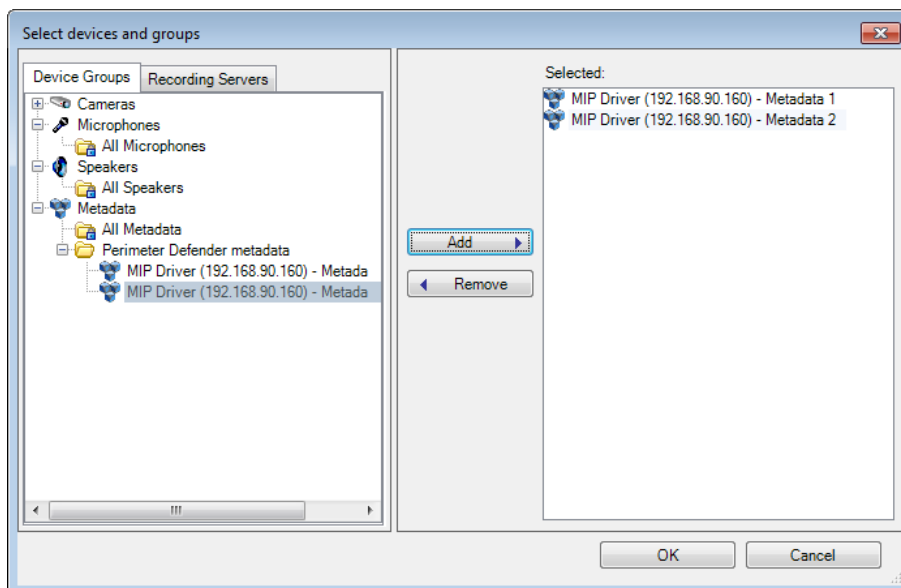 Select devices and groups
Device Groups
Recording Servers
Cameras
Microphones
All Microphones
Speakers
All Speakers
Metadata
All Metadata
Perimeter Defender metadata
MIP Driver (192.168.90.160) - Metada
MIP Driver (192.168.90.160) - Metada
Add
Remove
Selected:
MIP Driver (192.168.90.160) - Metadata 1
MIP Driver (192.168.90.160) - Metadata 2
OK
Cancel